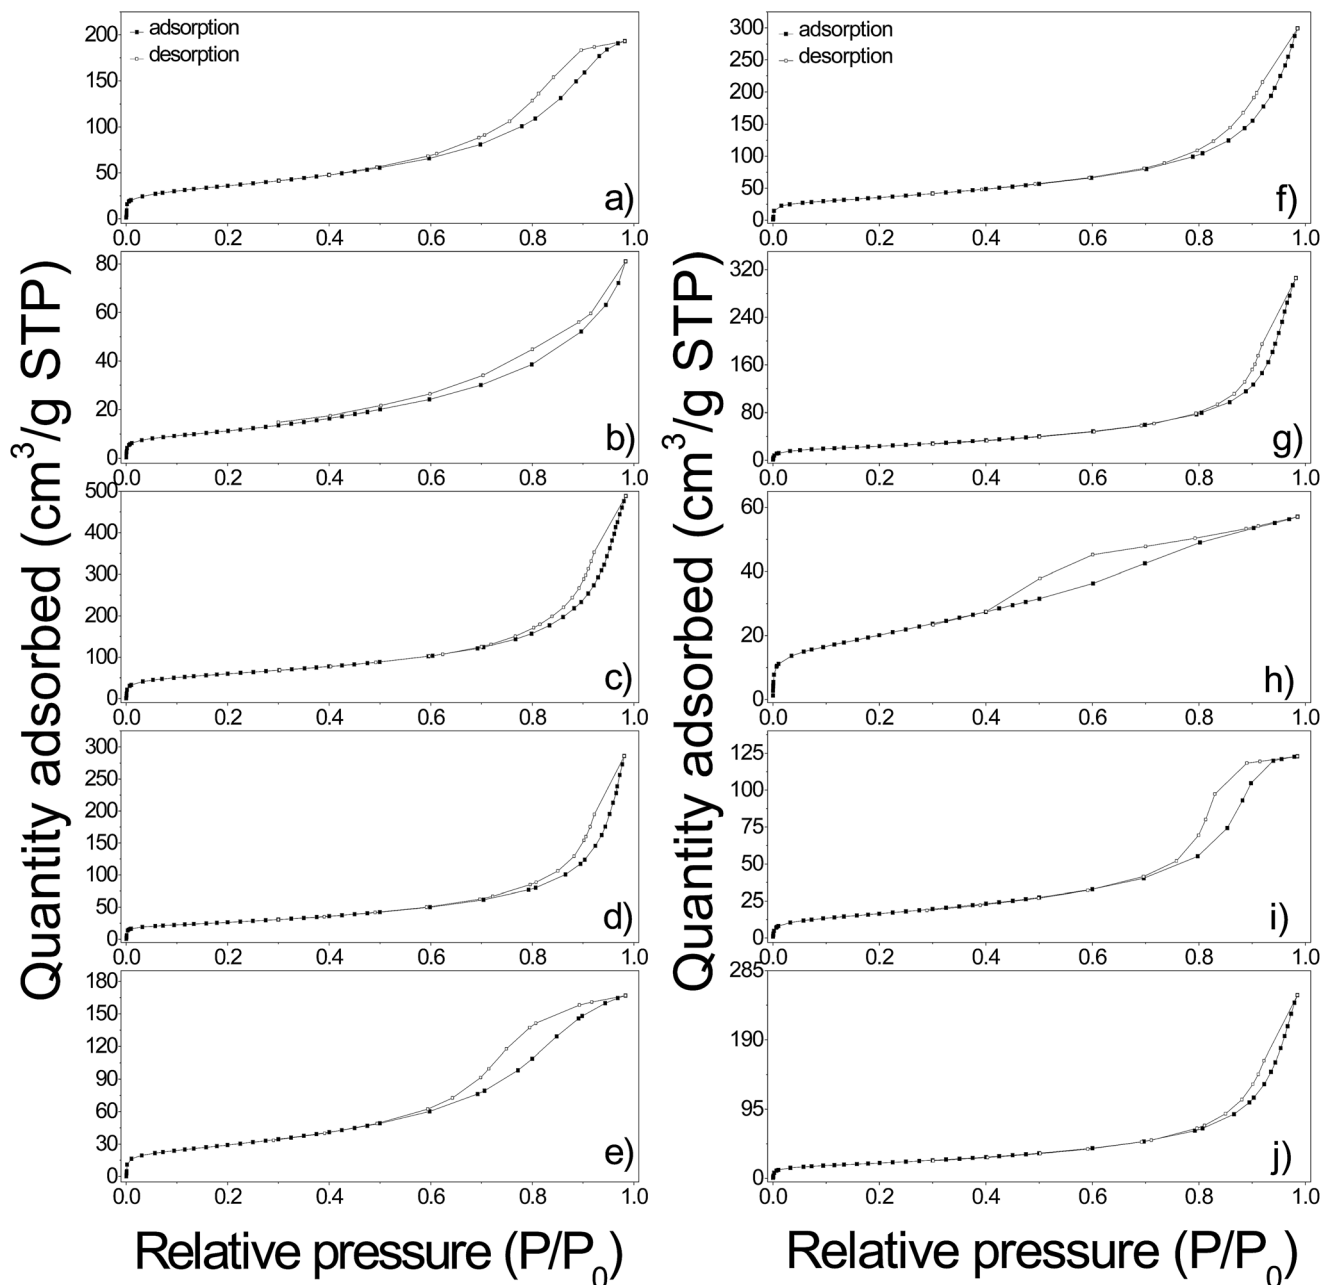 Quantity adsorbed (cm³/g STP)
adsorption
desorption
200
150
100
50
0
a)
0.0 0.2 0.4 0.6 0.8 1.0
80
60
40
20
0
b)
0.0 0.2 0.4 0.6 0.8 1.0
500
400
300
200
100
0
c)
0.0 0.2 0.4 0.6 0.8 1.0
300
250
200
150
100
50
0
d)
0.0 0.2 0.4 0.6 0.8 1.0
180
150
120
90
60
30
0
e)
0.0 0.2 0.4 0.6 0.8 1.0
Relative pressure (P/P₀)
Quantity adsorbed (cm³/g STP)
adsorption
desorption
300
250
200
150
100
50
0
f)
0.0 0.2 0.4 0.6 0.8 1.0
320
240
160
80
0
g)
0.0 0.2 0.4 0.6 0.8 1.0
60
40
20
0
h)
0.0 0.2 0.4 0.6 0.8 1.0
125
100
75
50
25
0
i)
0.0 0.2 0.4 0.6 0.8 1.0
285
190
95
0
j)
0.0 0.2 0.4 0.6 0.8 1.0
Relative pressure (P/P₀)